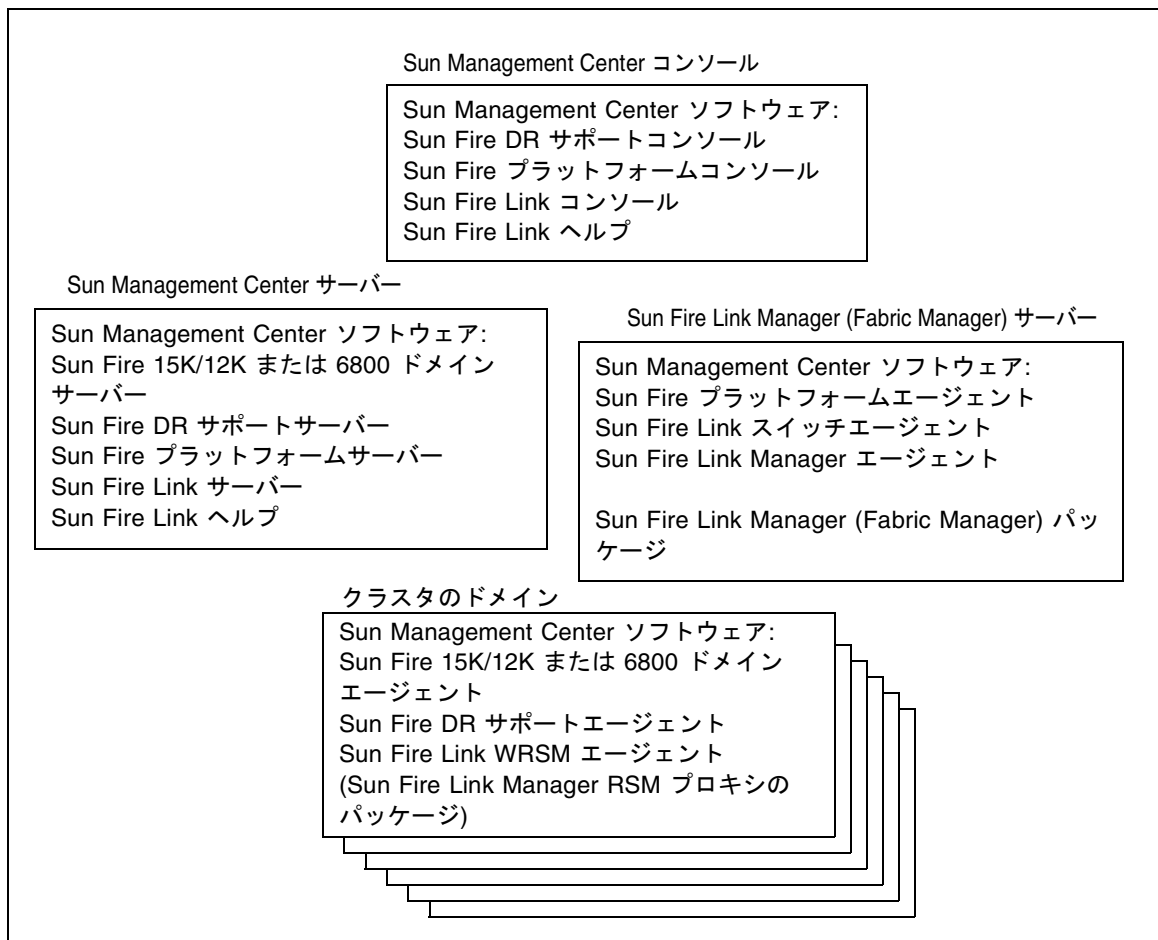 Sun Management Center コンソール
Sun Management Center ソフトウェア:
Sun Fire DR サポートコンソール
Sun Fire プラットフォームコンソール
Sun Fire Link コンソール
Sun Fire Link ヘルプ
Sun Management Center サーバー
Sun Management Center ソフトウェア:
Sun Fire 15K/12K または 6800 ドメイン
サーバー
Sun Fire DR サポートサーバー
Sun Fire プラットフォームサーバー
Sun Fire Link サーバー
Sun Fire Link ヘルプ
Sun Fire Link Manager (Fabric Manager) サーバー
Sun Management Center ソフトウェア:
Sun Fire プラットフォームエージェント
Sun Fire Link スイッチエージェント
Sun Fire Link Manager エージェント
Sun Fire Link Manager (Fabric Manager) パッ
ケージ
クラスタのドメイン
Sun Management Center ソフトウェア:
Sun Fire 15K/12K または 6800 ドメイン
エージェント
Sun Fire DR サポートエージェント
Sun Fire Link WRSM エージェント
(Sun Fire Link Manager RSM プロキシの
パッケージ)